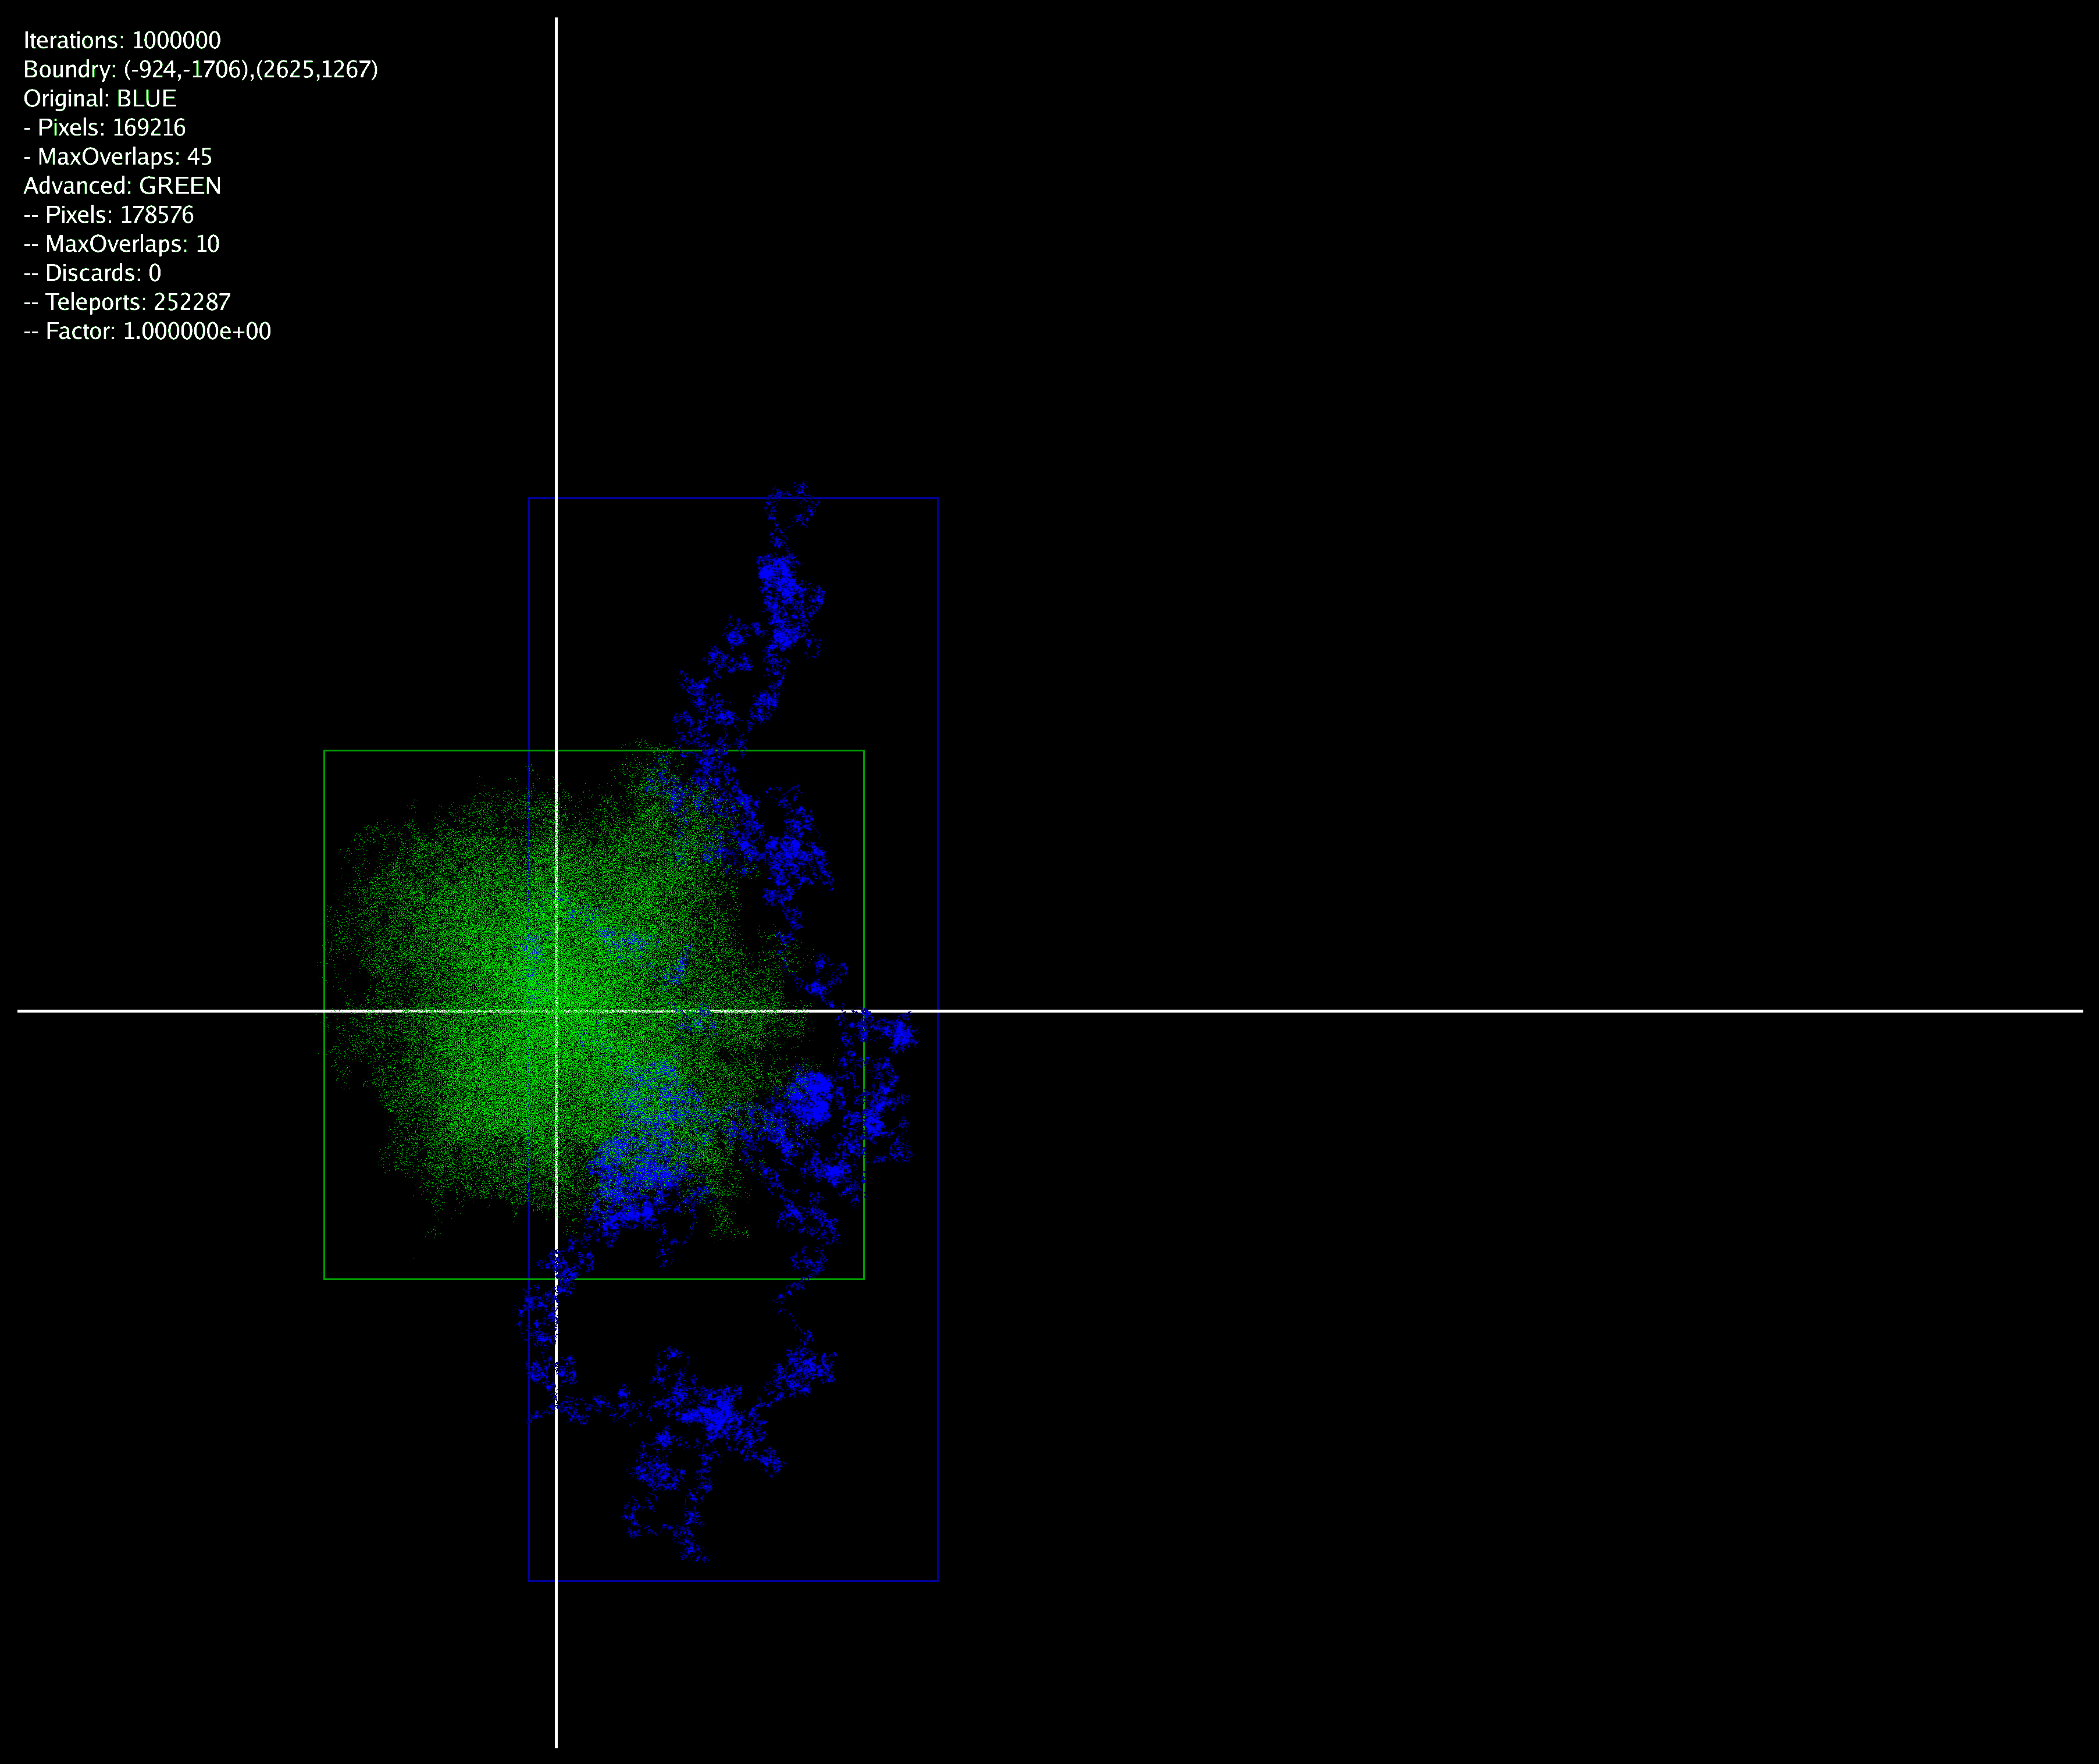 Iterations: 1000000
Boundry: (-924,-1706),(2625,1267)
Original: BLUE
- Pixels: 169216
- MaxOverlaps: 45
Advanced: GREEN
-- Pixels: 178576
-- MaxOverlaps: 10
-- Discards: 0
-- Teleports: 252287
-- Factor: 1.000000e+00